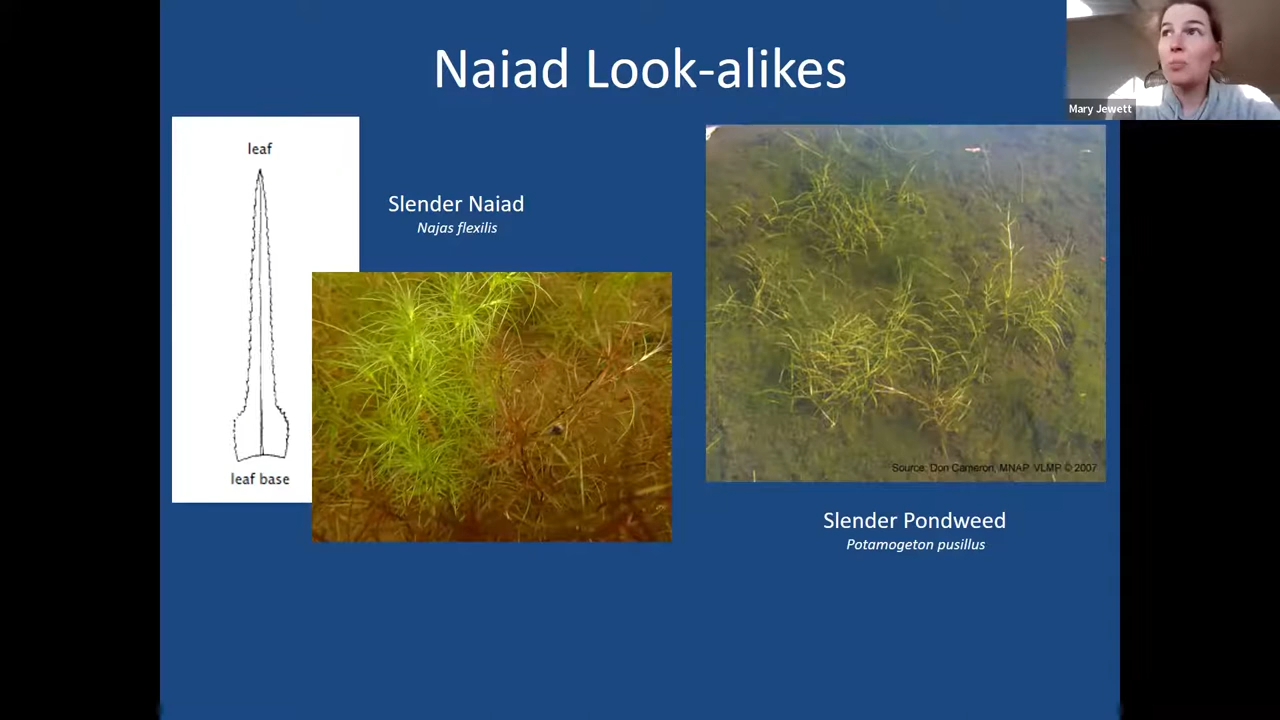 Naiad Look-alikes
Mary Jewett
leaf
Slender Naiad
Najas flexilis
leaf base
Source: Don Cameron, MNAP VLMP © 2007
Slender Pondweed
Potamogeton pusillus